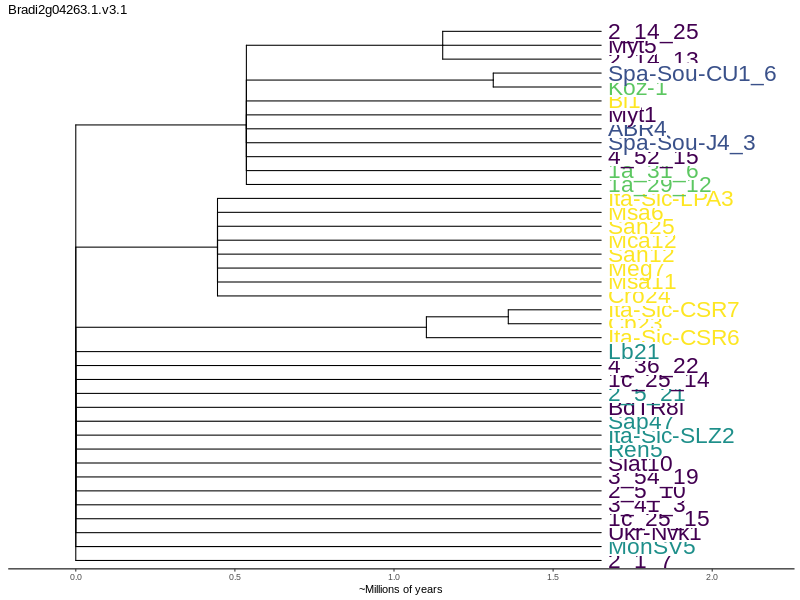 Bradi2g04263.1.v3.1
2_14_25
Myt5
2_14_13
Spa-Sou-CU1_6
Koz-1
Bl1
Myt1
ABR4
Spa-Sou-J4_3
4_52_15
1a_31_6
1a_29_12
Ita-Sic-LPA3
Msa6
San25
Mca12
San12
Meg7
Msa11
Cro24
Ita-Sic-CSR7
Cb23
Ita-Sic-CSR6
Lb21
4_36_22
1c_25_14
2_5_21
BdTR8I
Sap47
Ita-Sic-SLZ2
Ren5
Slat10
3_54_19
2_5_10
3_41_3
1c_25_15
Ukr-Nvk1
MonSV5
2_1_7
0.0 0.5 1.0 1.5 2.0
~Millions of years